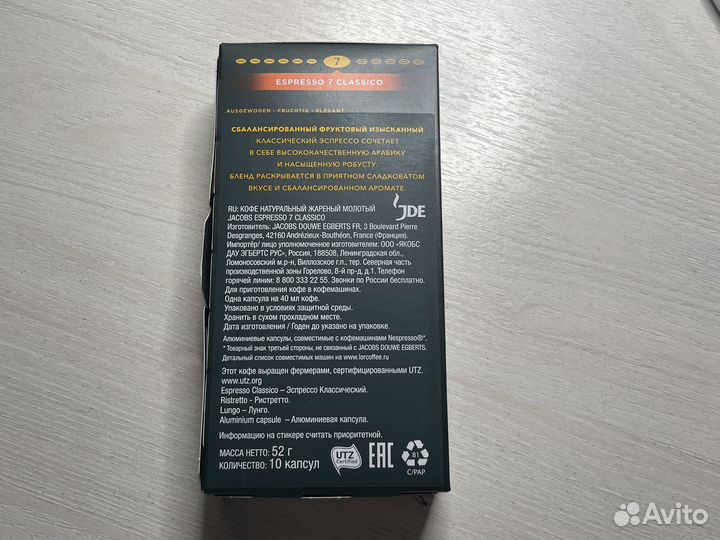 7
ESPRESSO 7 CLASSICO
AUSGEWOGEN - FRUCHTIG - ELEGANT
СБАЛАНСИРОВАННЫЙ ФРУКТОВЫЙ ИЗЫСКАННЫЙ
КЛАССИЧЕСКИЙ ЭСПРЕССО СОЧЕТАЕТ
В СЕБЕ ВЫСОКОКАЧЕСТВЕННУЮ АРАБИКУ
И НАСЫЩЕННУЮ РОБУСТУ.
БЛЕНД РАСКРЫВАЕТСЯ В ПРИЯТНОМ СЛАДКОВАТОМ
ВКУСЕ И СБАЛАНСИРОВАННОМ АРОМАТЕ.
RU: КОФЕ НАТУРАЛЬНЫЙ ЖАРЕНЫЙ МОЛОТЫЙ
JACOBS ESPRESSO 7 CLASSICO
JDE
Изготовитель: JACOBS DOUWE EGBERTS FR; 3 Boulevard Pierre
Desgranges, 42160 Andrézieux-Bouthéon, France (Франция).
Импортёр/ лицо уполномоченное изготовителем: ООО «ЯКОБС
ДАУ ЭГБЕРТС РУС», Россия, 188508, Ленинградская обл.,
Ломоносовский м.р-н, Виллозское г.п., тер. Северная часть
производственной зоны Горелово, 8-й пр-д, д.1. Телефон
горячей линии: 8 800 333 22 55. Звонки по России бесплатно.
Для приготовления кофе в кофемашинах.
Одна капсула на 40 мл кофе.
Упаковано в условиях защитной среды.
Хранить в сухом прохладном месте.
Дата изготовления / Годен до указано на упаковке.
Алюминиевые капсулы, совместимые с кофемашинами Nespresso®*.
* Товарный знак третьей стороны, не связанный с JACOBS DOUWE EGBERTS.
Детальный список совместимых машин на www.lorcoffee.ru
Этот кофе выращен фермерами, сертифицированными UTZ.
www.utz.org
Espresso Classico – Эспрессо Классический.
Ristretto - Ристретто.
Lungo – Лунго.
Aluminium capsule – Алюминиевая капсула.
Информацию на стикере считать приоритетной.
МАССА НЕТТО: 52 г
КОЛИЧЕСТВО: 10 капсул
UTZ
Certified
EAC
81
C/PAP
Avito